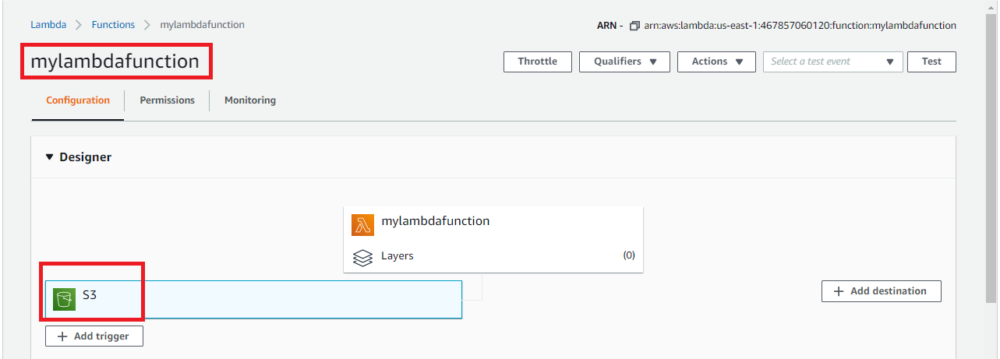 Lambda > Functions > mylambdafunction ARN - arn:aws:lambda:us-east-1:467857060120:function:mylambdafunction
mylambdafunction Throttle Qualifiers Actions Select a test event Test
Configuration Permissions Monitoring
Designer
mylambdafunction
Layers (0)
S3
+ Add destination
+ Add trigger